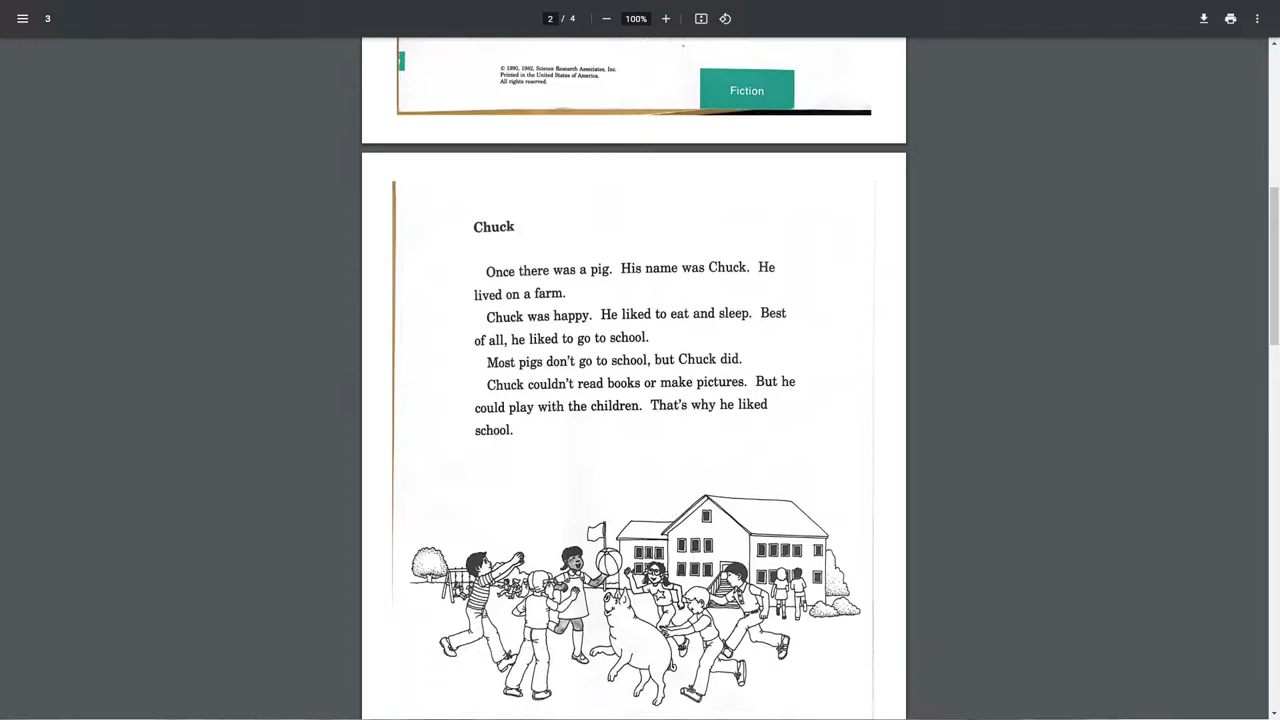 3
2 / 4
100%
© 1990, 1982, Science Research Associates, Inc.
Printed in the United States of America.
All rights reserved.
Fiction
Chuck
Once there was a pig. His name was Chuck. He
lived on a farm.
Chuck was happy. He liked to eat and sleep. Best
of all, he liked to go to school.
Most pigs don't go to school, but Chuck did.
Chuck couldn't read books or make pictures. But he
could play with the children. That's why he liked
school.